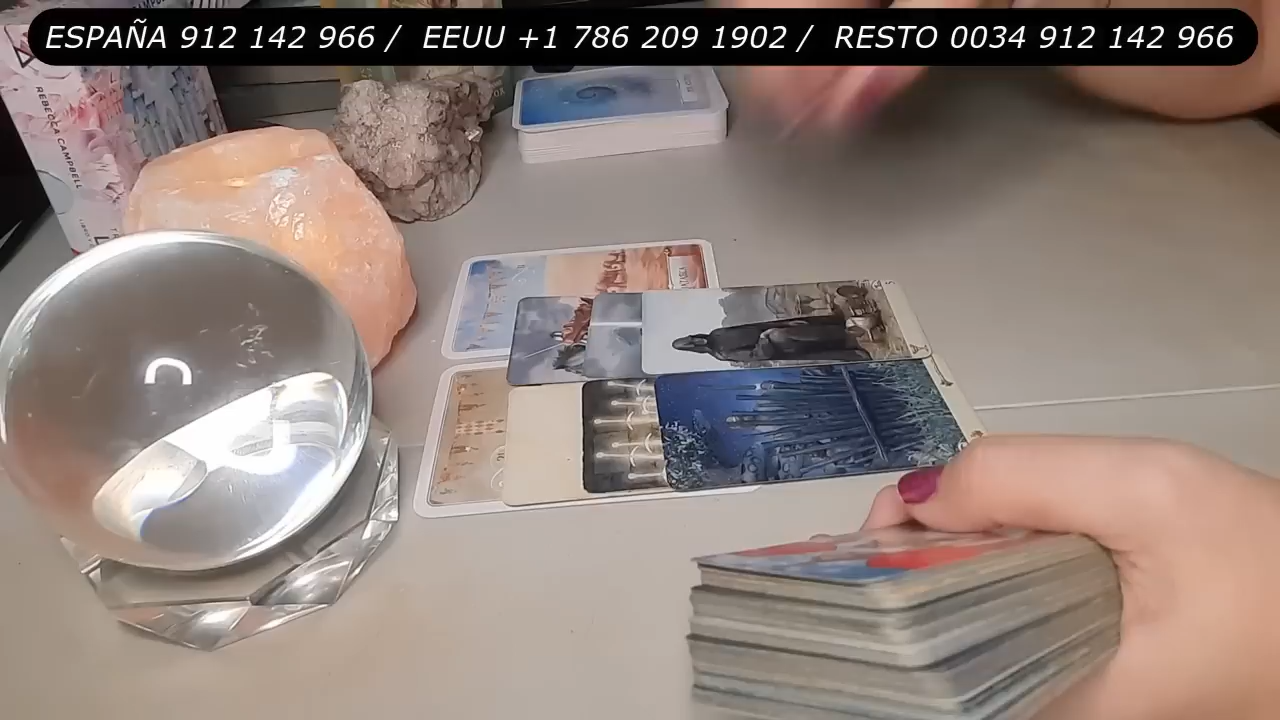 ESPAÑA 912 142 966 / EEUU +1 786 209 1902 / RESTO 0034 912 142 966
REBECCA CAMPBELL